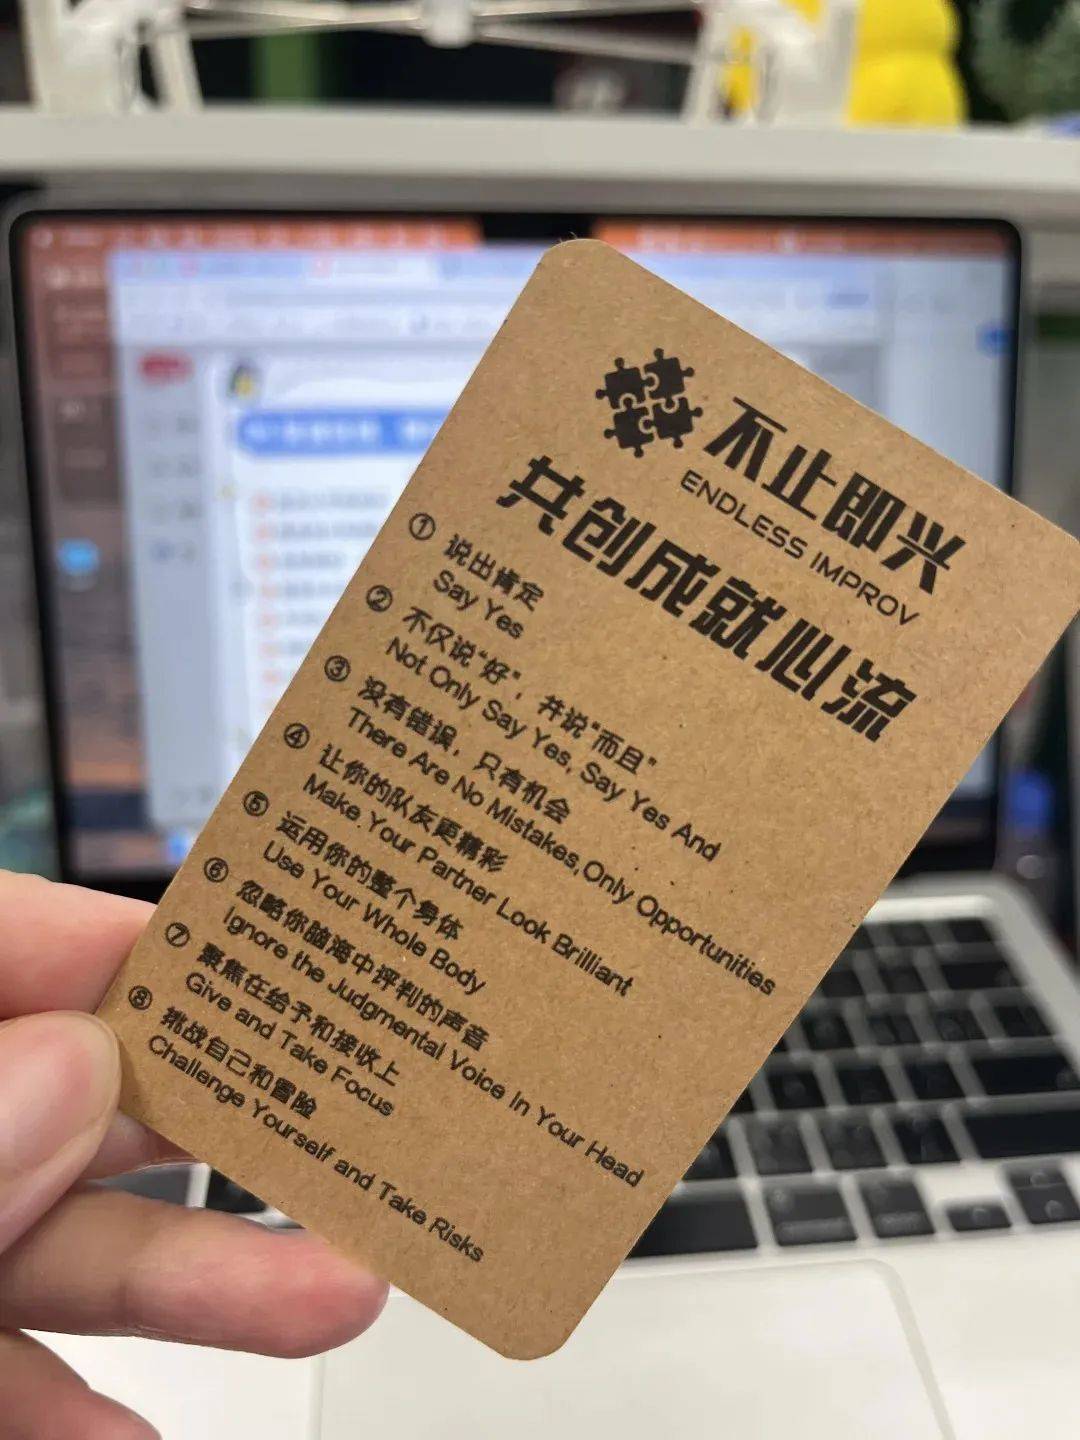 不止即兴
ENDLESS IMPROV
共创成就心流
① 说出肯定
Say Yes
② 不仅说“好”，并说“而且”
Not Only Say Yes, Say Yes And
③ 没有错误，只有机会
There Are No Mistakes, Only Opportunities
④ 让你的队友更精彩
Make Your Partner Look Brilliant
⑤ 运用你的整个身体
Use Your Whole Body
⑥ 忽略你脑海中评判的声音
Ignore the Judgmental Voice In Your Head
⑦ 聚焦在给予和接收上
Give and Take Focus
⑧ 挑战自己和冒险
Challenge Yourself and Take Risks